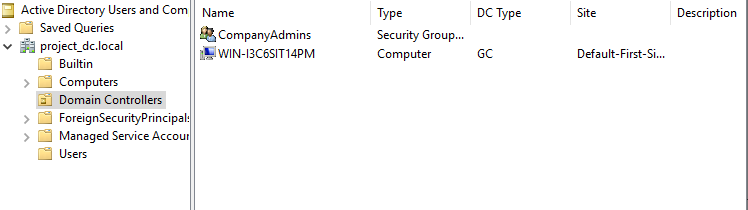 Active Directory Users and Comp
Saved Queries
project_dc.local
Builtin
Computers
Domain Controllers
ForeignSecurityPrincipals
Managed Service Accour
Users
Name Type DC Type Site Description
CompanyAdmins Security Group...
WIN-I3C6SIT14PM Computer GC Default-First-Si...